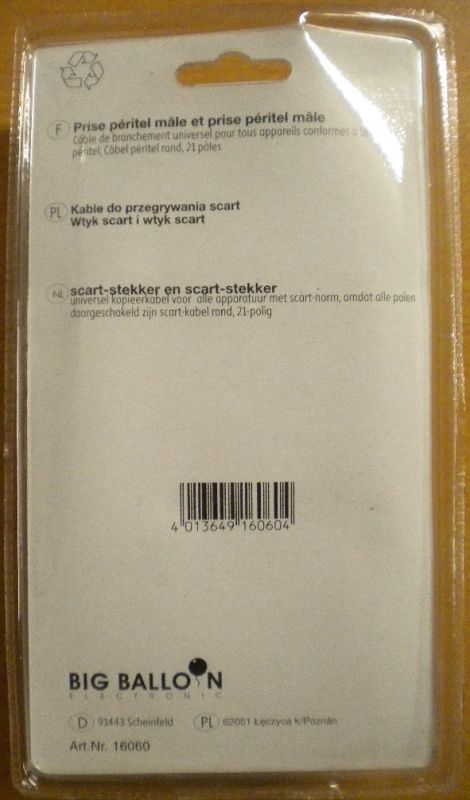 F Prise péritel mâle et prise péritel mâle
Câble de branchement universel pour tous appareils conformes à la
péritel, Câbel péritel rond, 21 pôles
PL Kable do przegrywania scart
Wtyk scart i wtyk scart
NL scart-stekker en scart-stekker
universel kopieerkabel voor alle apparatuur met scart-norm, omdat alle polen
doorgeschakeld zijn scart-kabel rond, 21-polig
4 013649 160604
BIG BALLOON
ELECTRONIC
D 91443 Scheinfeld PL 62051 Łęczyca k/Poznań
Art.Nr. 16060